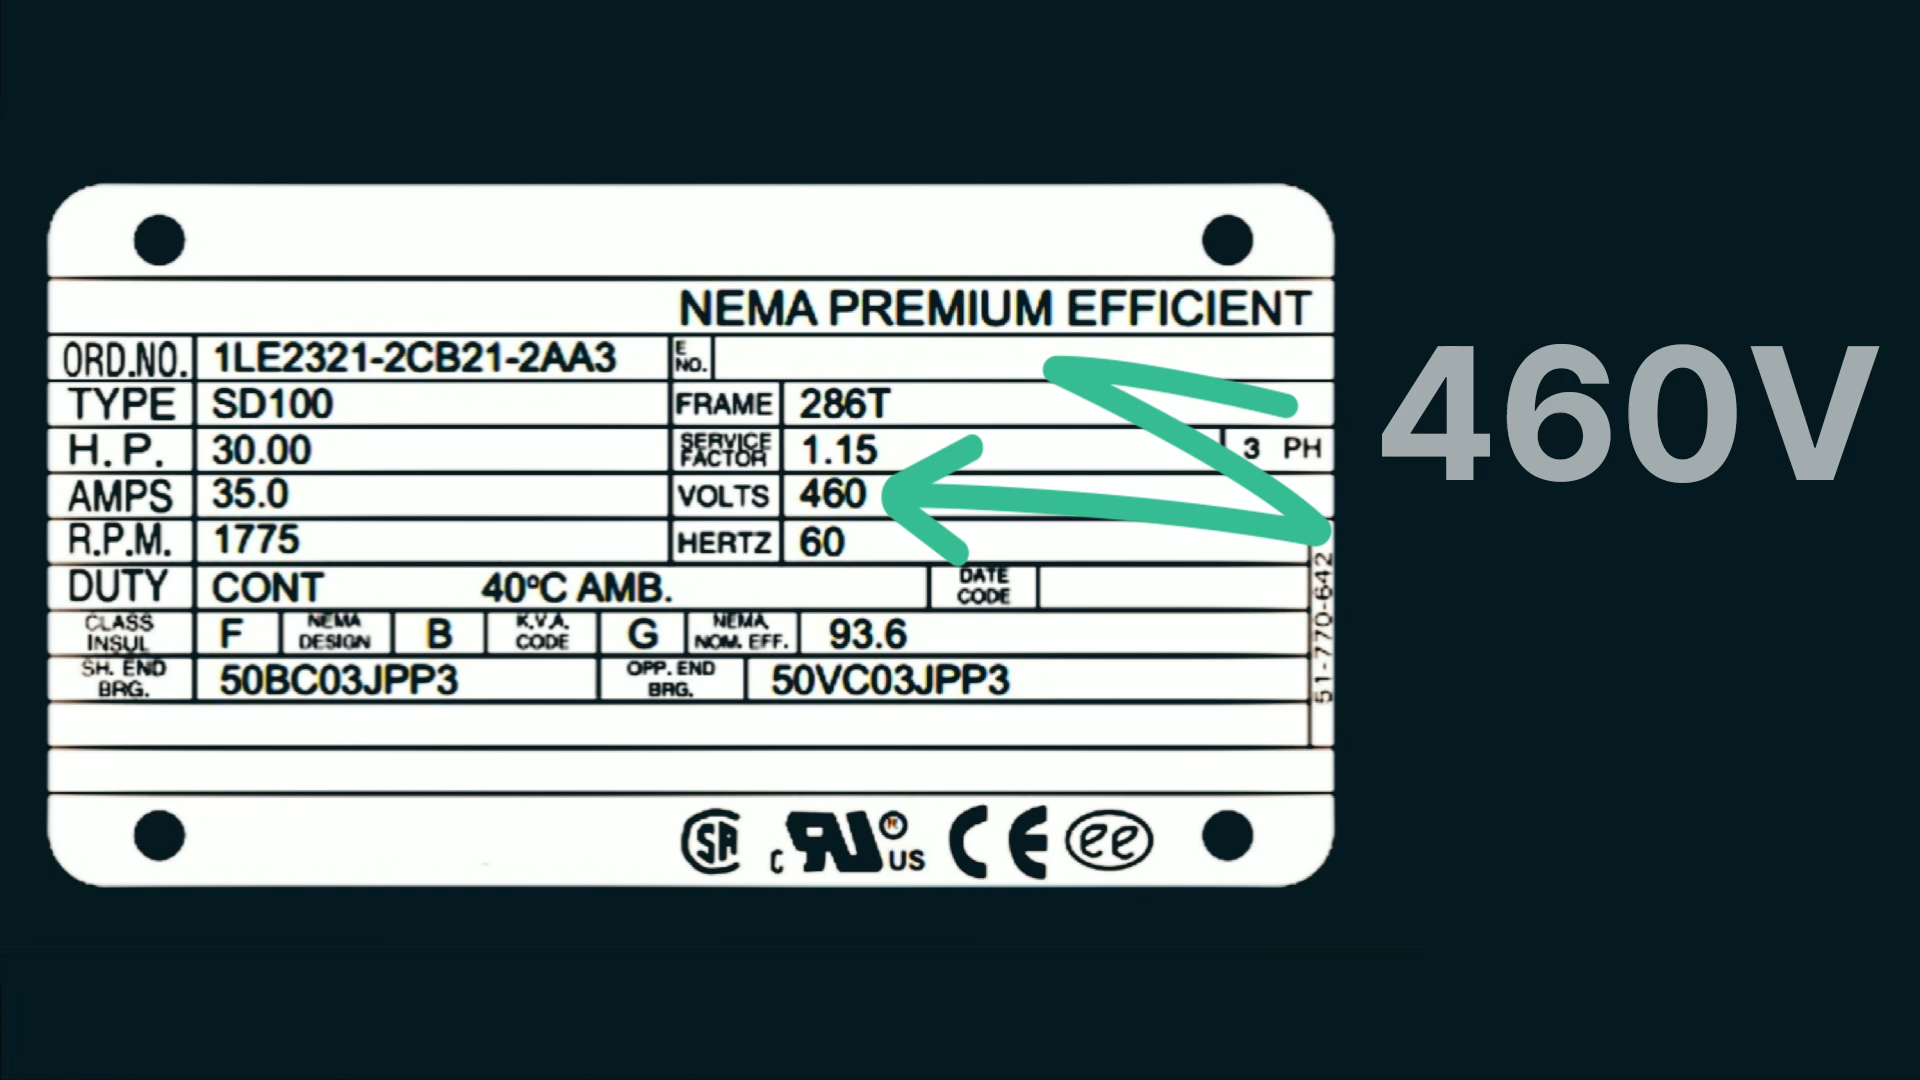 NEMA PREMIUM EFFICIENT
ORD.NO. 1LE2321-2CB21-2AA3 E NO.
TYPE SD100 FRAME 286T
H.P. 30.00 SERVICE FACTOR 1.15 3 PH
AMPS 35.0 VOLTS 460
R.P.M. 1775 HERTZ 60
DUTY CONT 40°C AMB. DATE CODE
CLASS INSUL F NEMA DESIGN B K.V.A. CODE G NEMA NOM. EFF. 93.6
SH. END BRG. 50BC03JPP3 OPP. END BRG. 50VC03JPP3
51-770-642
SA C UL ® US CE ee
460V